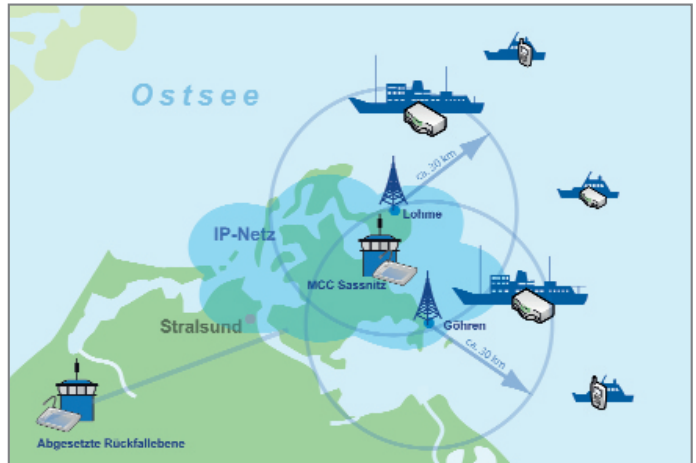 Ostsee
ca. 30 km
Lohme
IP-Netz
MCC Sassnitz
Stralsund
Göhren
ca. 30 km
Abgesetzte Rückfallebene